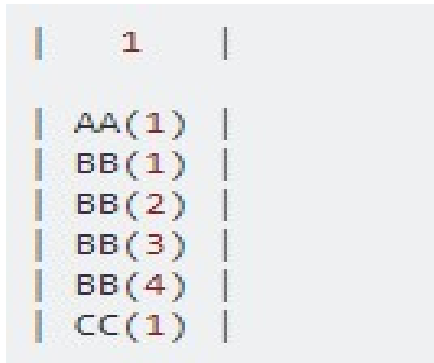 |   1   |
| AA(1) |
| BB(1) |
| BB(2) |
| BB(3) |
| BB(4) |
| CC(1) |